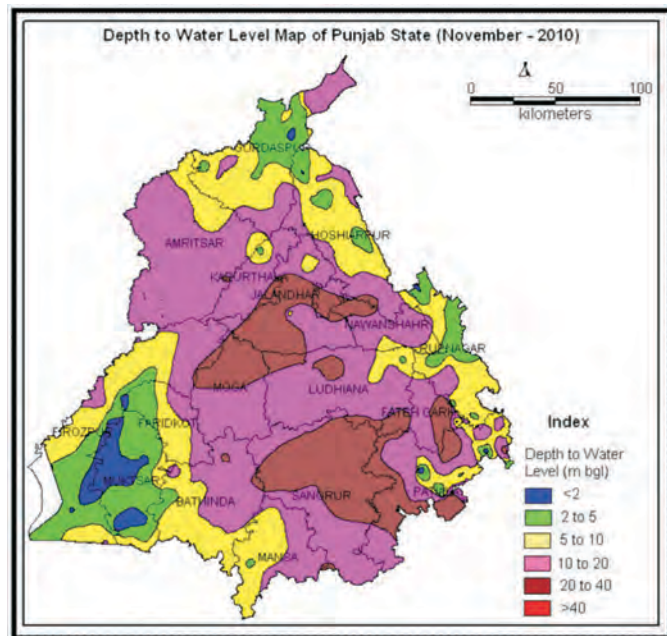 Depth to Water Level Map of Punjab State (November - 2010)
0 50 100
kilometers
GURDASPUR
AMRITSAR
HOSHIARPUR
KAPURTHALA
JALANDHAR
NAWANSHAHR
RUPNAGAR
MOGA
LUDHIANA
FATEH GARH
FIROZPUR
FARIDKOT
MUKTSAR
BATHINDA
SANGRUR
PATIALA
MANSA
Index
Depth to Water
Level (m bgl)
<2
2 to 5
5 to 10
10 to 20
20 to 40
>40